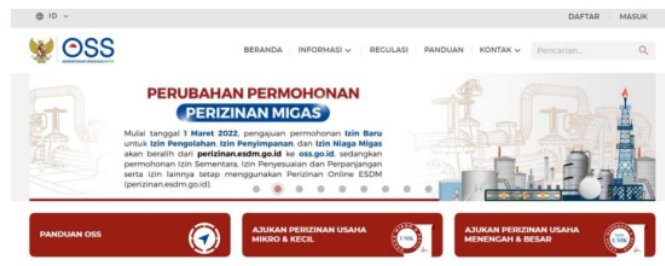 ID
DAFTAR MASUK
OSS
BERANDA INFORMASI REGULASI PANDUAN KONTAK Pencarian...
PERUBAHAN PERMOHONAN
PERIZINAN MIGAS
Mulai tanggal 1 Maret 2022, pengajuan permohonan Izin Baru
untuk Izin Pengolahan, Izin Penyimpanan, dan Izin Niaga Migas
akan beralih dari perizinan.esdm.go.id ke oss.go.id, sedangkan
permohonan Izin Sementara, Izin Penyesuaian dan Perpanjangan
serta izin lainnya tetap menggunakan Perizinan Online ESDM
(perizinan.esdm.go.id).
PANDUAN OSS
AJUKAN PERIZINAN USAHA
MIKRO & KECIL
UMK
AJUKAN PERIZINAN USAHA
MENENGAH & BESAR
UMK